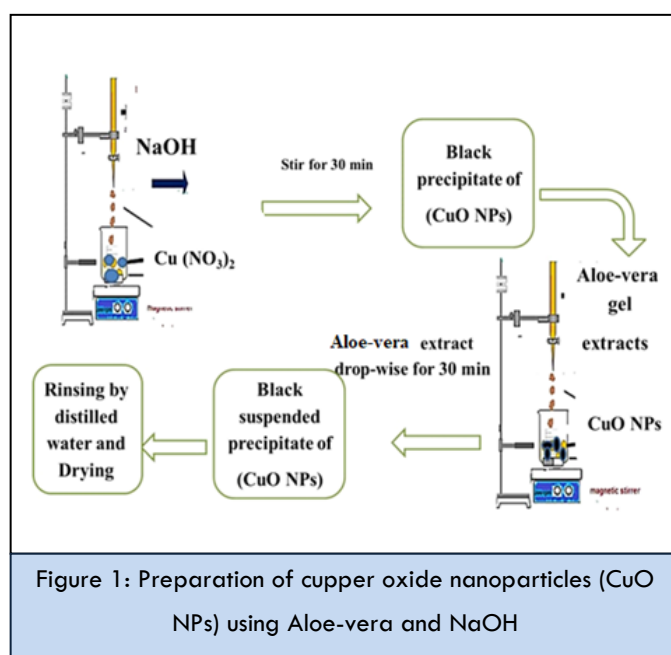 NaOH
Cu (NO₃)₂
Magnetic stirrer
Stir for 30 min
Black
precipitate of
(CuO NPs)
Aloe-vera
gel
extracts
CuO NPs
magnetic stirrer
Aloe-vera extract
drop-wise for 30 min
Black
suspended
precipitate of
(CuO NPs)
Rinsing by
distilled
water and
Drying
Figure 1: Preparation of cupper oxide nanoparticles (CuO
NPs) using Aloe-vera and NaOH